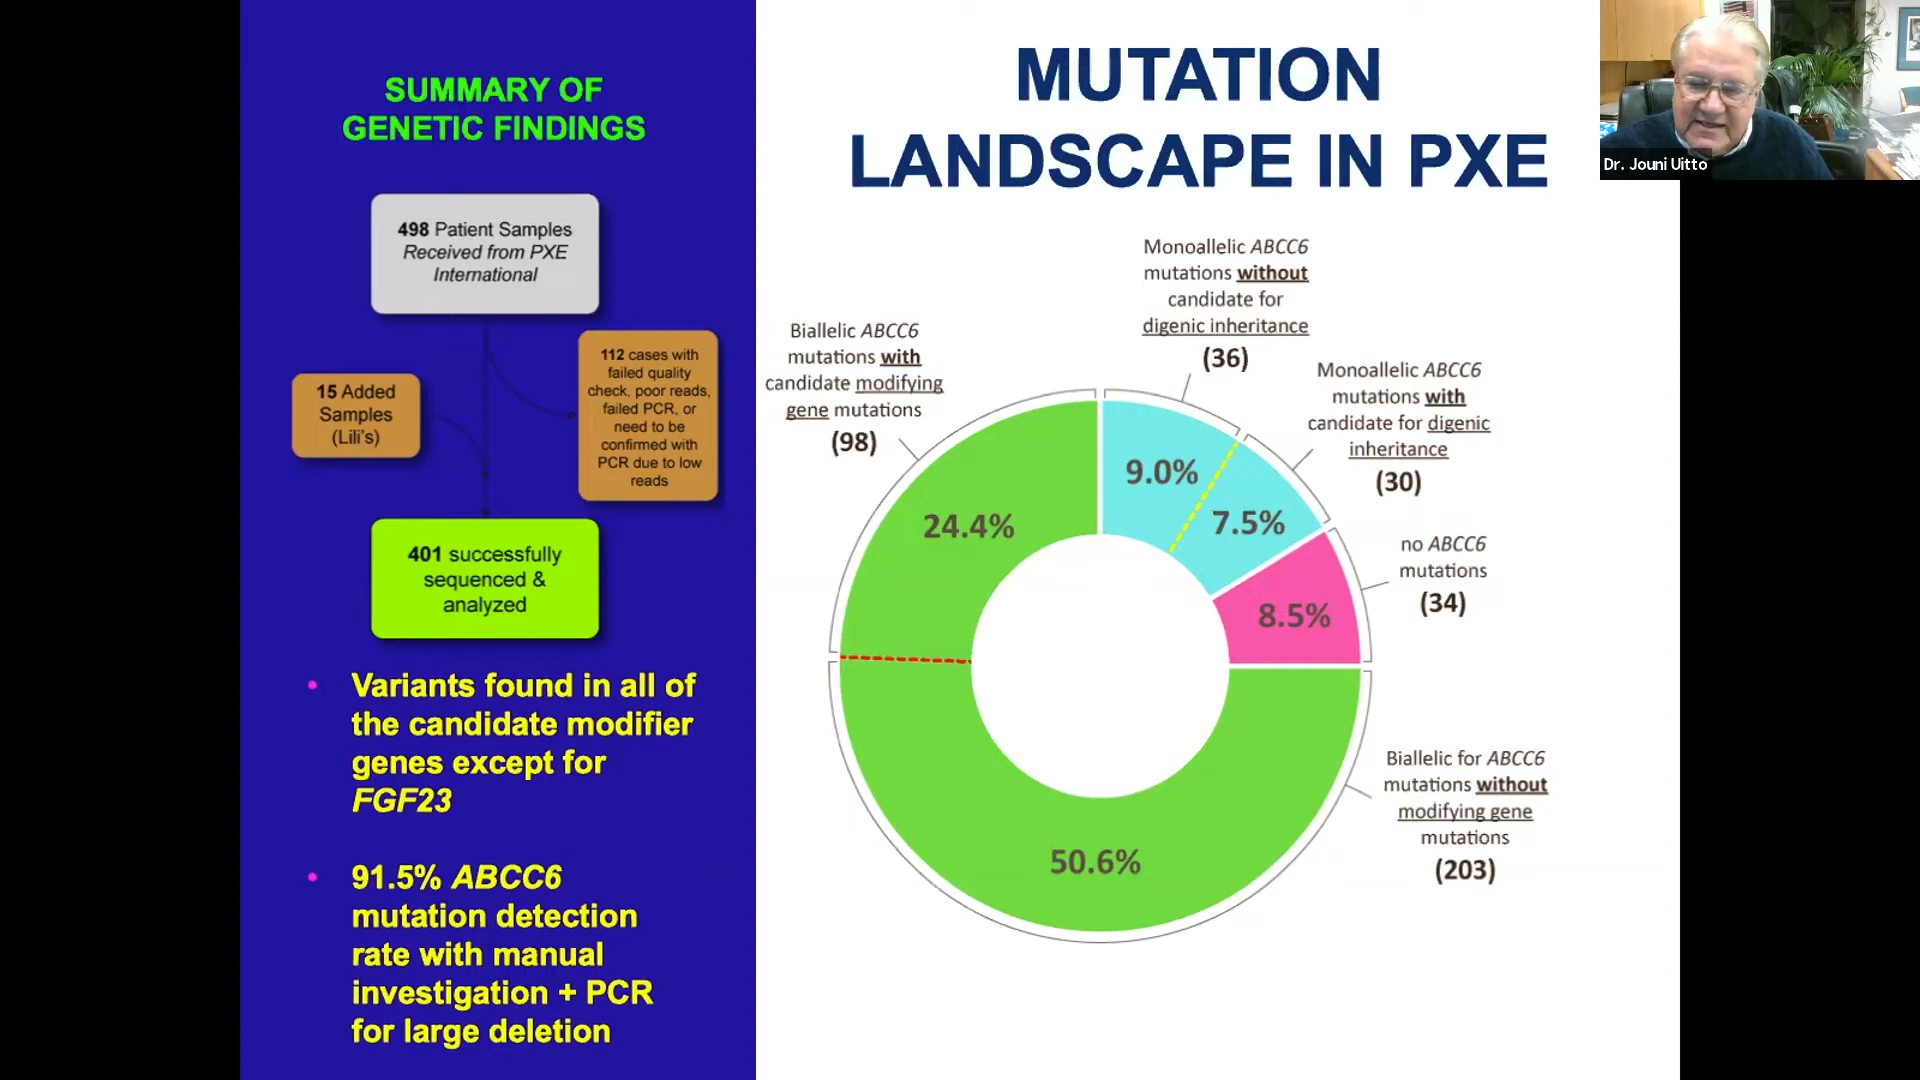 SUMMARY OF
GENETIC FINDINGS
498 Patient Samples
Received from PXE
International
15 Added
Samples
(Lili's)
112 cases with
failed quality
check, poor reads,
failed PCR, or
need to be
confirmed with
PCR due to low
reads
401 successfully
sequenced &
analyzed
• Variants found in all of
the candidate modifier
genes except for
FGF23
• 91.5% ABCC6
mutation detection
rate with manual
investigation + PCR
for large deletion
MUTATION
LANDSCAPE IN PXE
Monoallelic ABCC6
mutations without
candidate for
digenic inheritance
(36)
Biallelic ABCC6
mutations with
candidate modifying
gene mutations
(98)
Monoallelic ABCC6
mutations with
candidate for digenic
inheritance
(30)
no ABCC6
mutations
(34)
Biallelic for ABCC6
mutations without
modifying gene
mutations
(203)
9.0%
7.5%
24.4%
8.5%
50.6%
Dr. Jouni Uitto